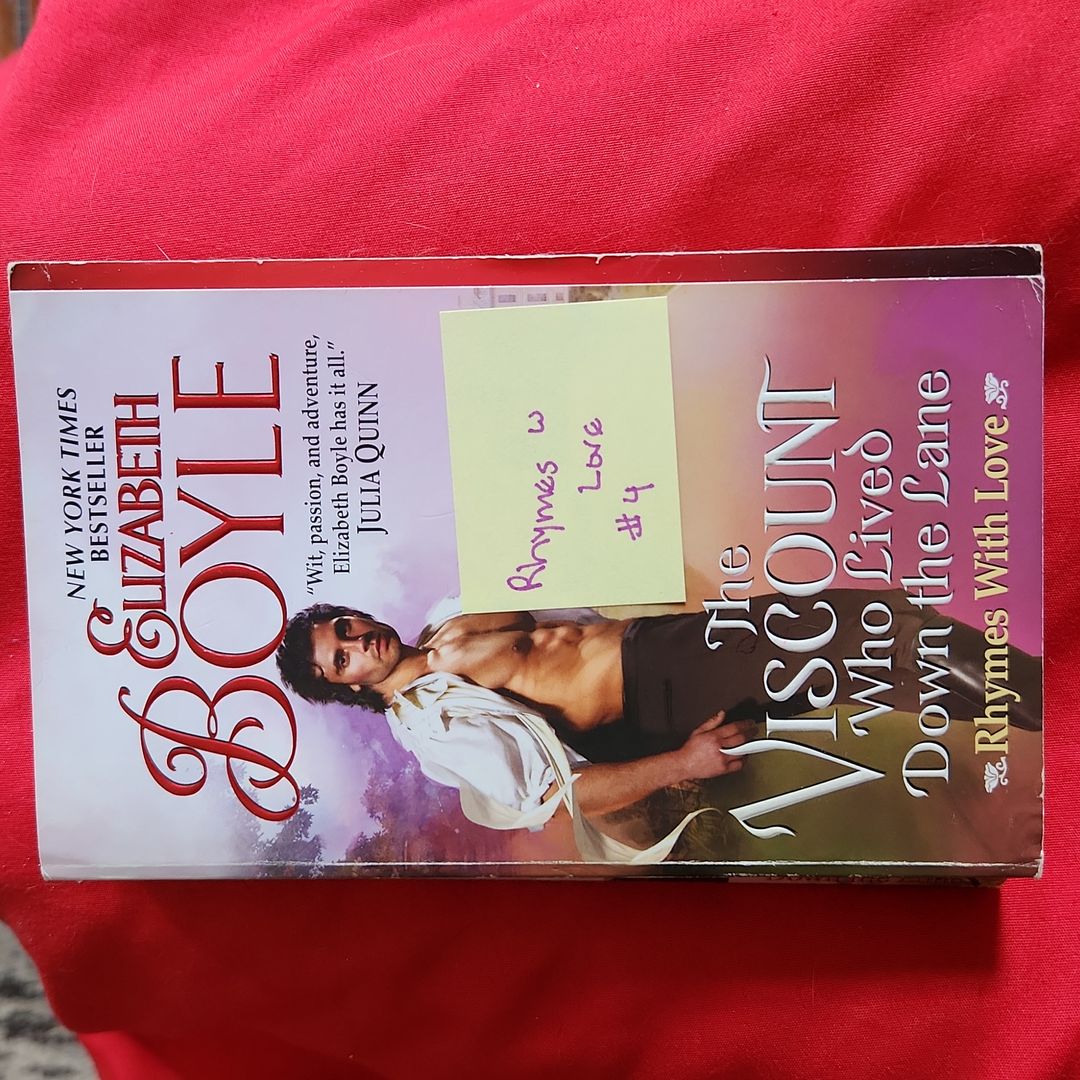 NEW YORK TIMES
BESTSELLER
ELIZABETH
BOYLE
“Wit, passion, and adventure,
Elizabeth Boyle has it all.”
JULIA QUINN
Rhymes w
Love
#4
The
VISCOUNT
Who Lived
Down the Lane
Rhymes With Love